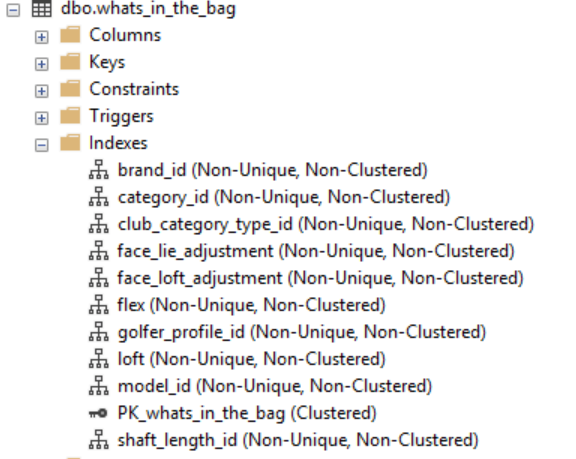 dbo.whats_in_the_bag
Columns
Keys
Constraints
Triggers
Indexes
brand_id (Non-Unique, Non-Clustered)
category_id (Non-Unique, Non-Clustered)
club_category_type_id (Non-Unique, Non-Clustered)
face_lie_adjustment (Non-Unique, Non-Clustered)
face_loft_adjustment (Non-Unique, Non-Clustered)
flex (Non-Unique, Non-Clustered)
golfer_profile_id (Non-Unique, Non-Clustered)
loft (Non-Unique, Non-Clustered)
model_id (Non-Unique, Non-Clustered)
PK_whats_in_the_bag (Clustered)
shaft_length_id (Non-Unique, Non-Clustered)